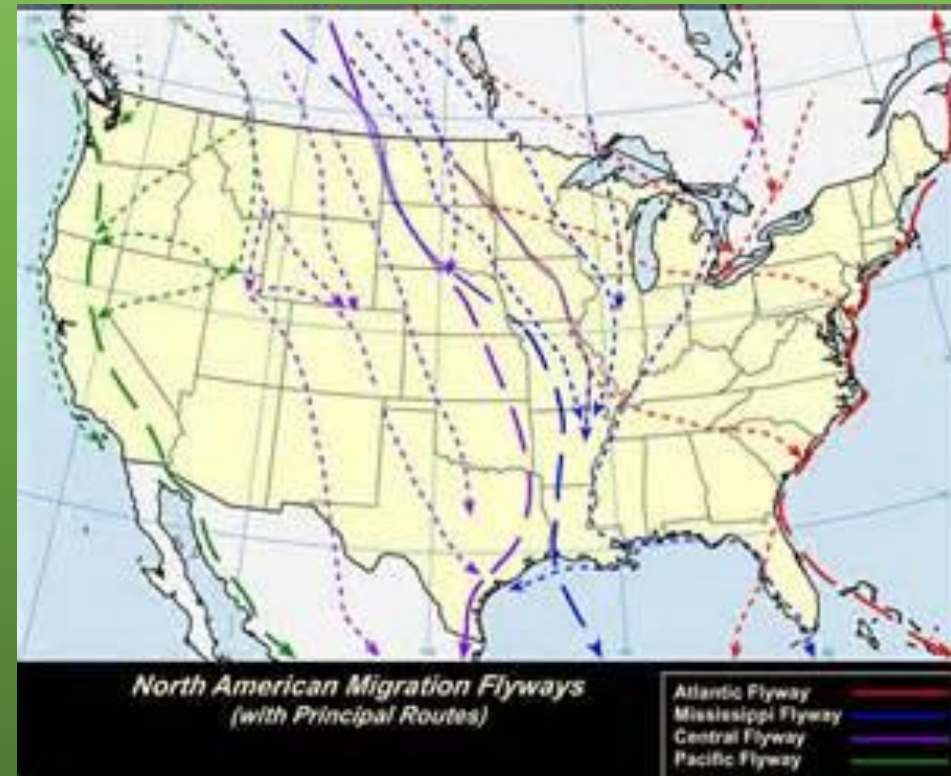 North American Migration Flyways
(with Principal Routes)
Atlantic Flyway
Mississippi Flyway
Central Flyway
Pacific Flyway